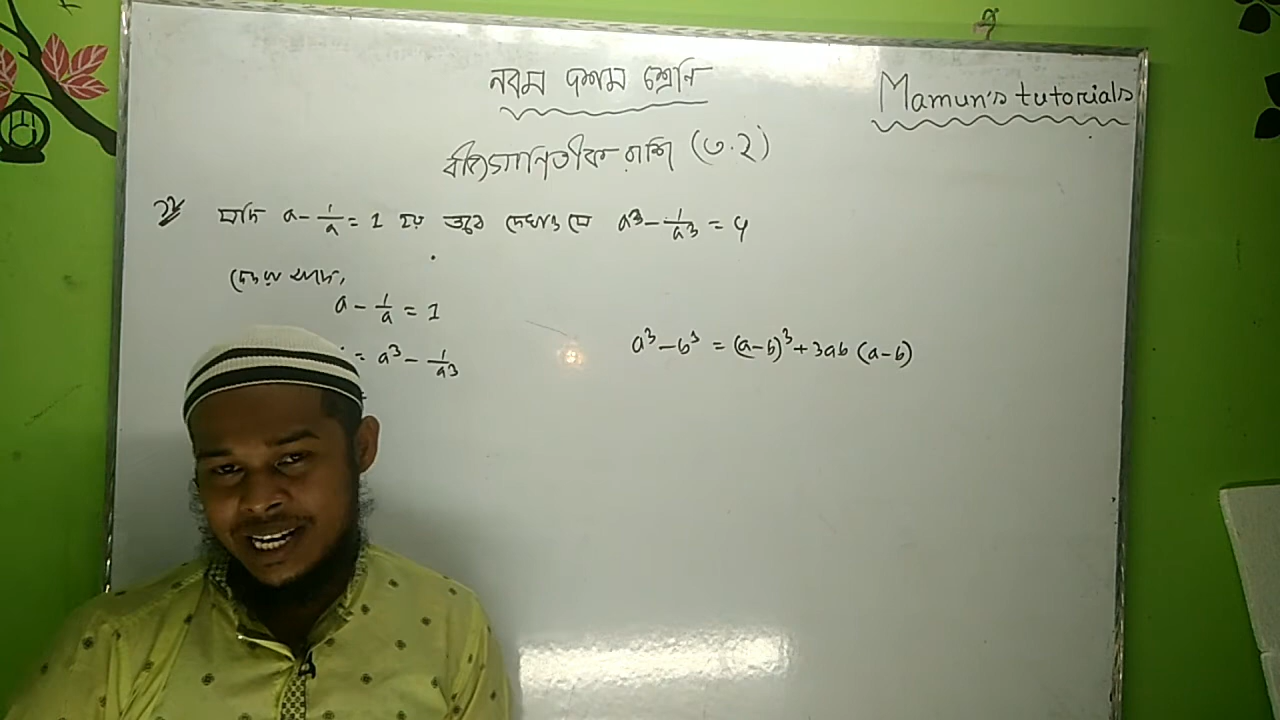 নবম দশম শ্রেনি
Mamun's tutorials
বীজগানিতীক রাশি (৩.২)
যদি a - 1/a = 1 হয় তবে দেখাও যে a³ - 1/a³ = 4
দেওয়া আছে,
a - 1/a = 1
= a³ - 1/a³
a³ - b³ = (a-b)³ + 3ab (a-b)